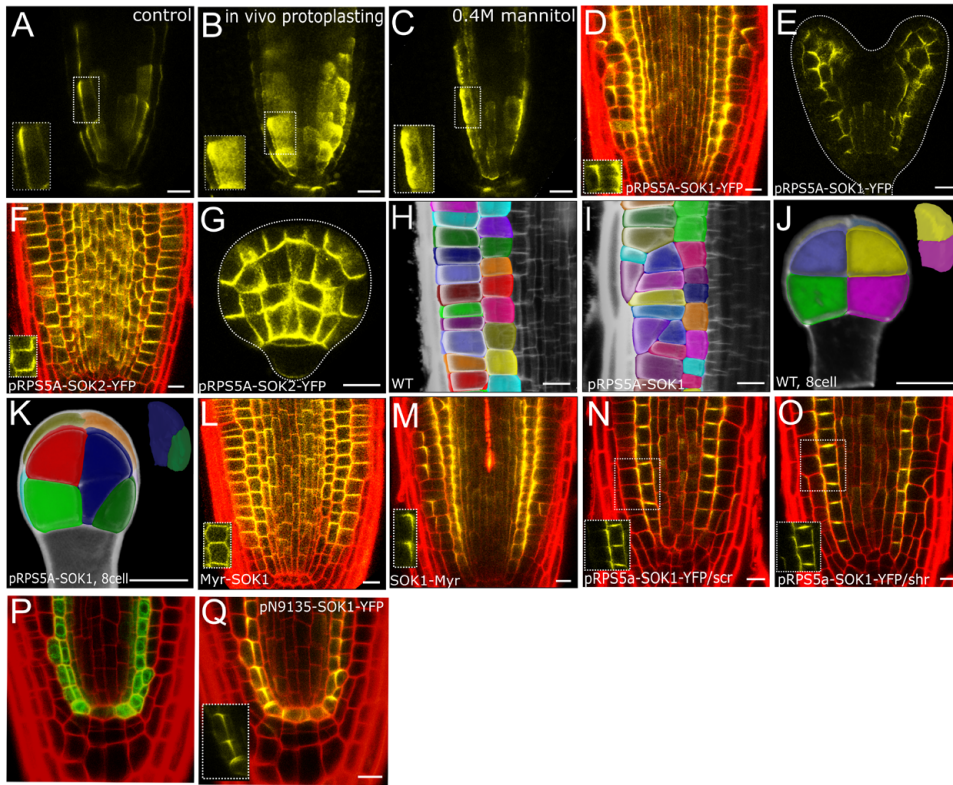 A
control
B
in vivo protoplasting
C
0.4M mannitol
D
pRPS5A-SOK1-YFP
E
pRPS5A-SOK1-YFP
F
pRPS5A-SOK2-YFP
G
pRPS5A-SOK2-YFP
H
WT
I
pRPS5A-SOK1
J
WT, 8cell
K
pRPS5A-SOK1, 8cell
L
Myr-SOK1
M
SOK1-Myr
N
pRPS5a-SOK1-YFP/scr
O
pRPS5a-SOK1-YFP/shr
P
Q
pN9135-SOK1-YFP